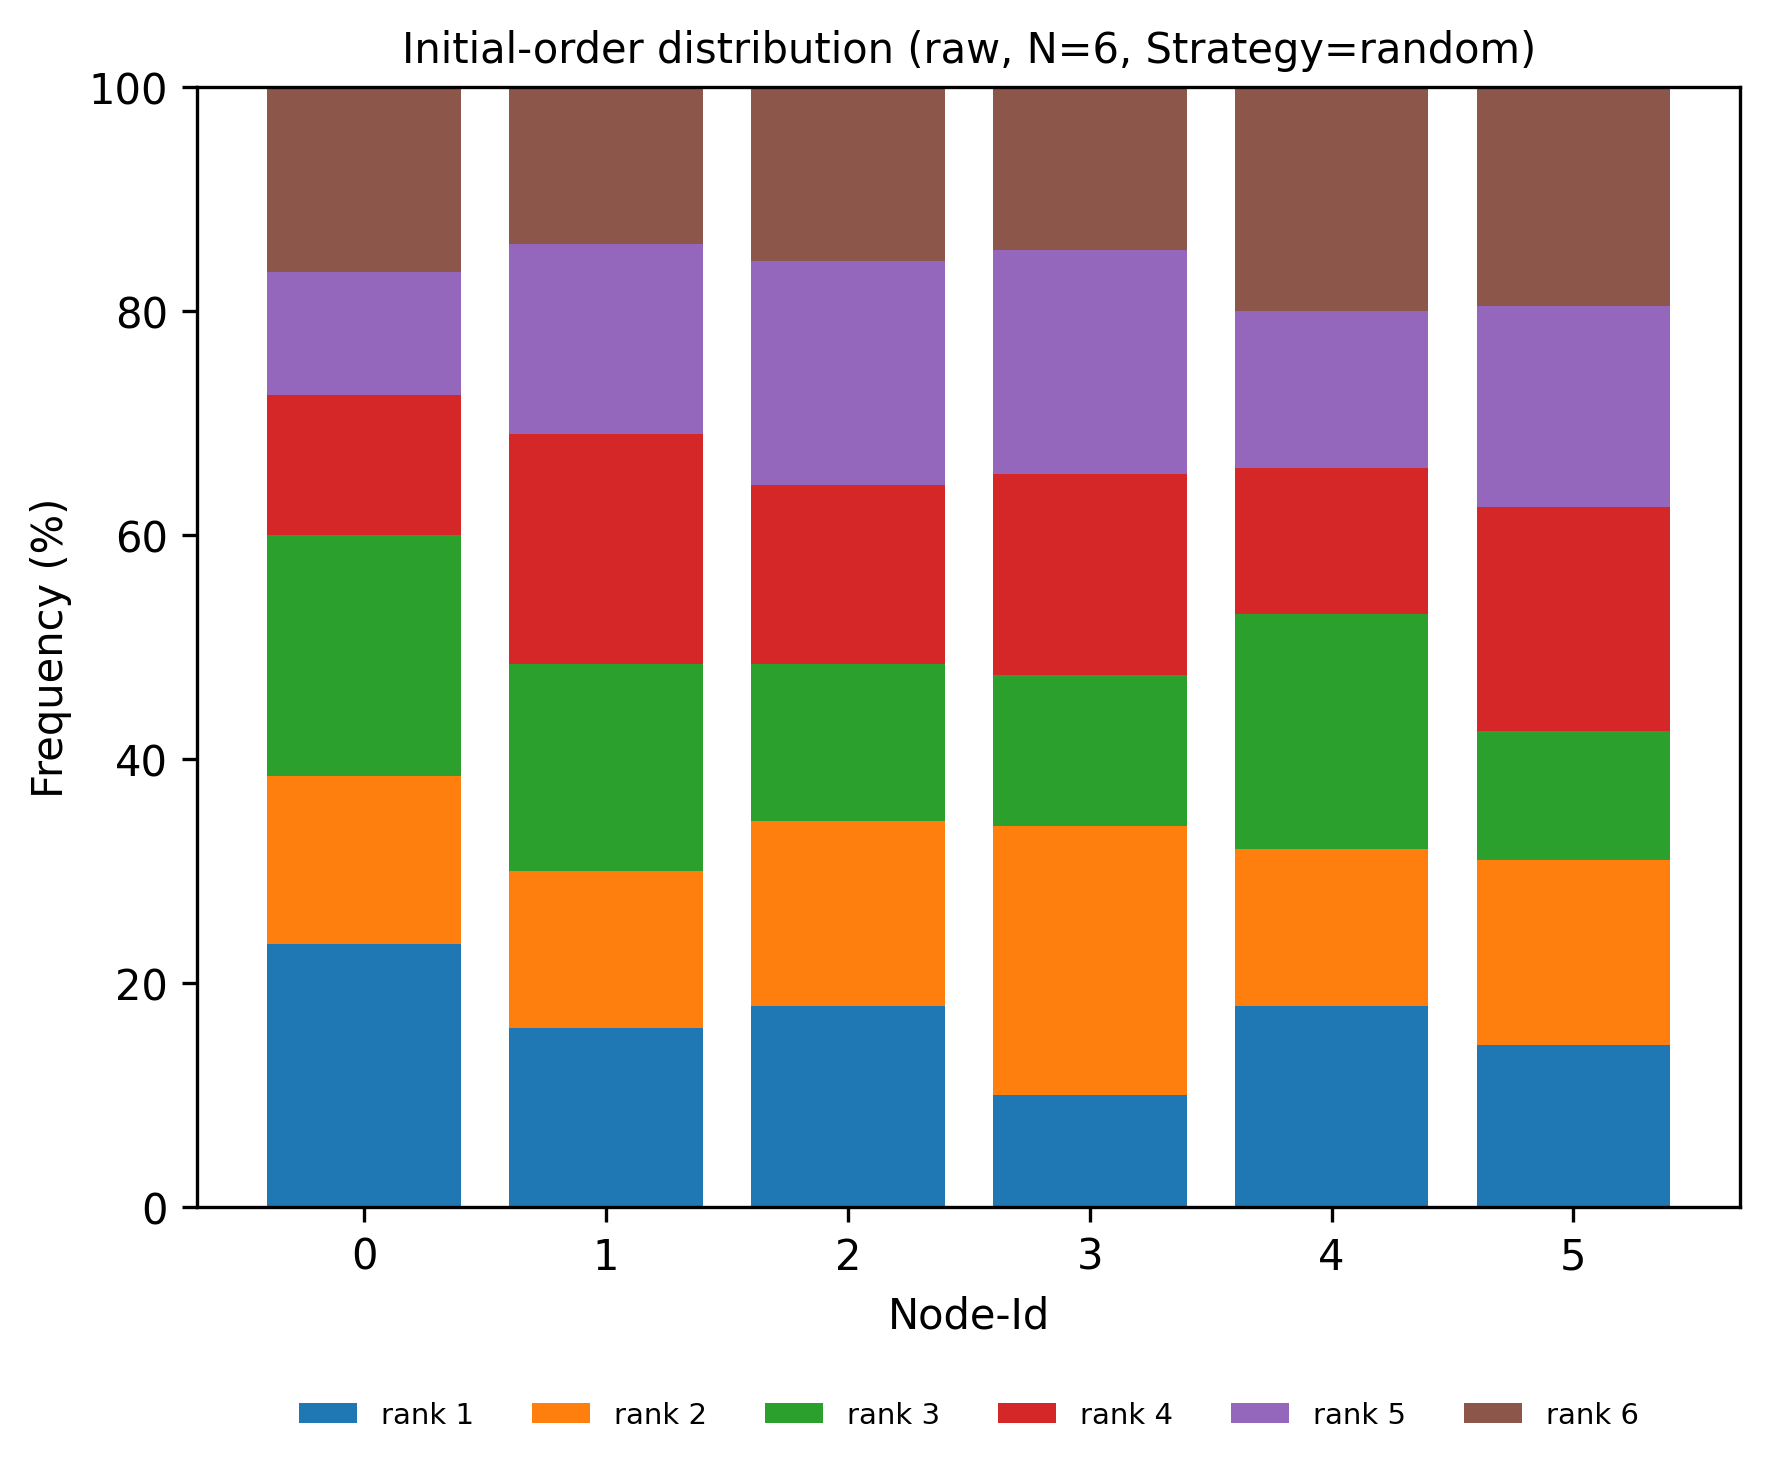 Initial-order distribution (raw, N=6, Strategy=random)
100
80
60
40
20
0
Frequency (%)
0 1 2 3 4 5
Node-Id
rank 1 rank 2 rank 3 rank 4 rank 5 rank 6